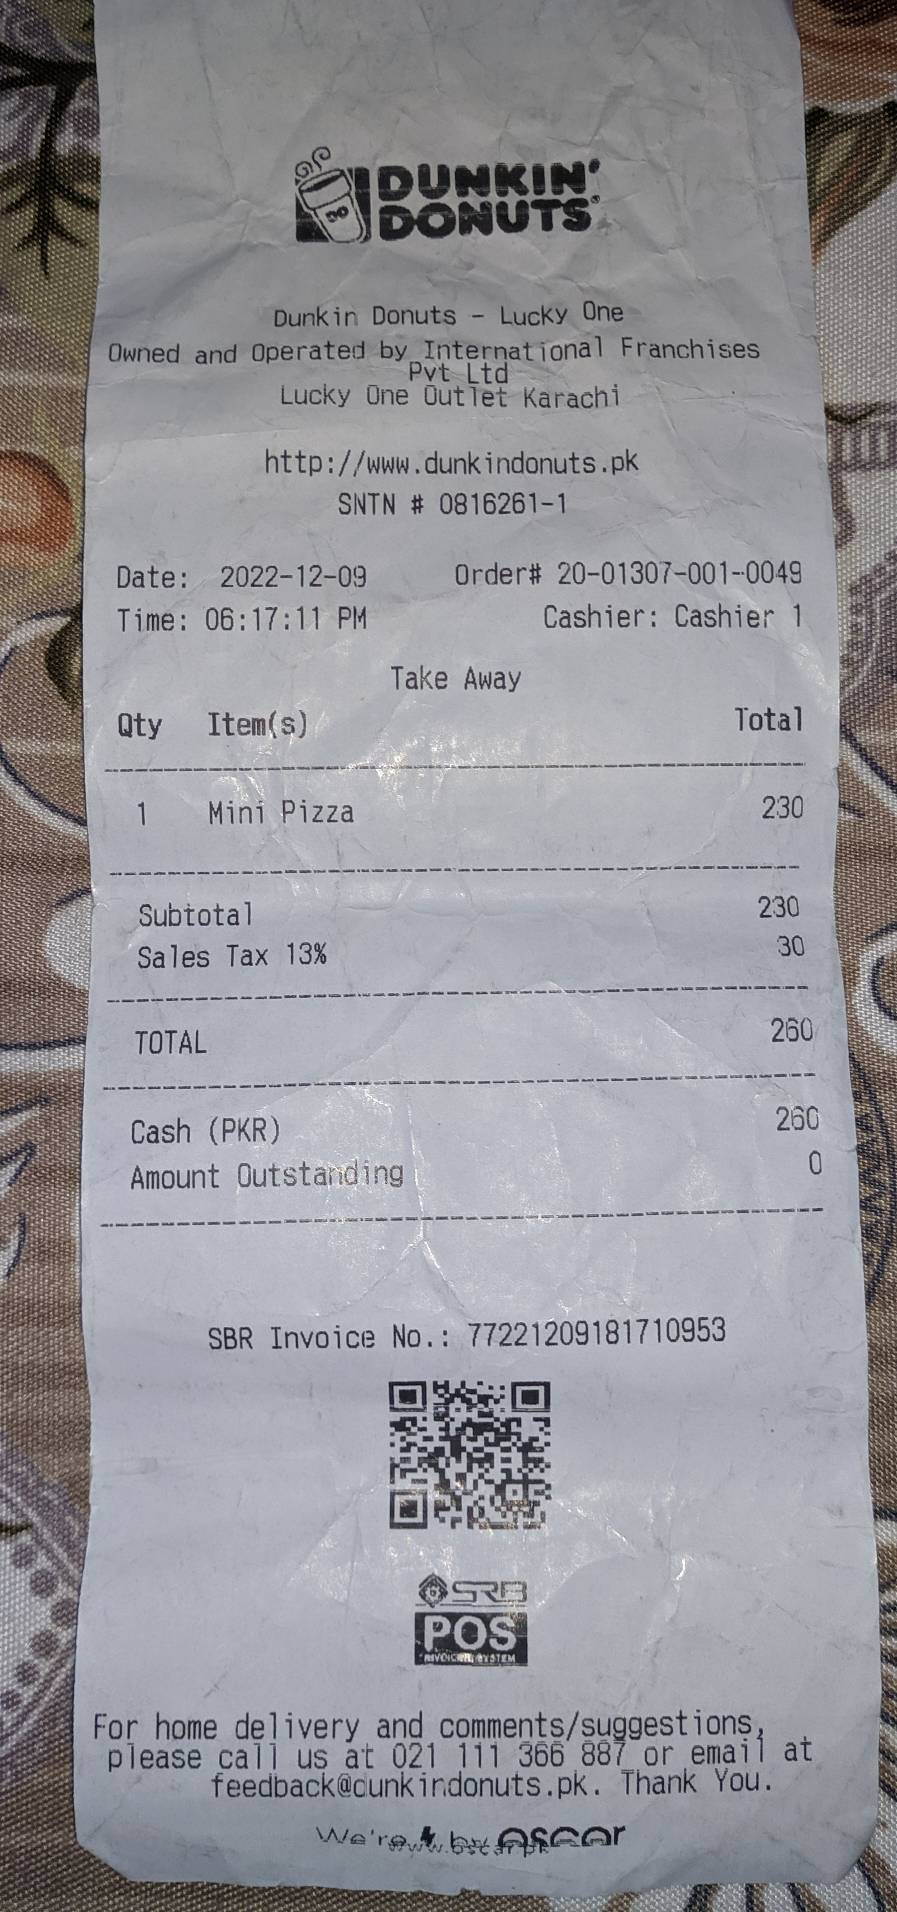 DUNKIN'
DONUTS
Dunkin Donuts - Lucky One
Owned and Operated by International Franchises
Pvt Ltd
Lucky One Outlet Karachi
http://www.dunkindonuts.pk
SNTN # 0816261-1
Date: 2022-12-09 Order# 20-01307-001-0049
Time: 06:17:11 PM Cashier: Cashier 1
Take Away
Qty Item(s) Total
1 Mini Pizza 230
Subtotal 230
Sales Tax 13% 30
TOTAL 260
Cash (PKR) 260
Amount Outstanding 0
SBR Invoice No.: 77221209181710953
SRB
POS
INVOICING SYSTEM
For home delivery and comments/suggestions,
please call us at 021 111 366 887 or email at
feedback@dunkindonuts.pk. Thank You.
We're by oscar